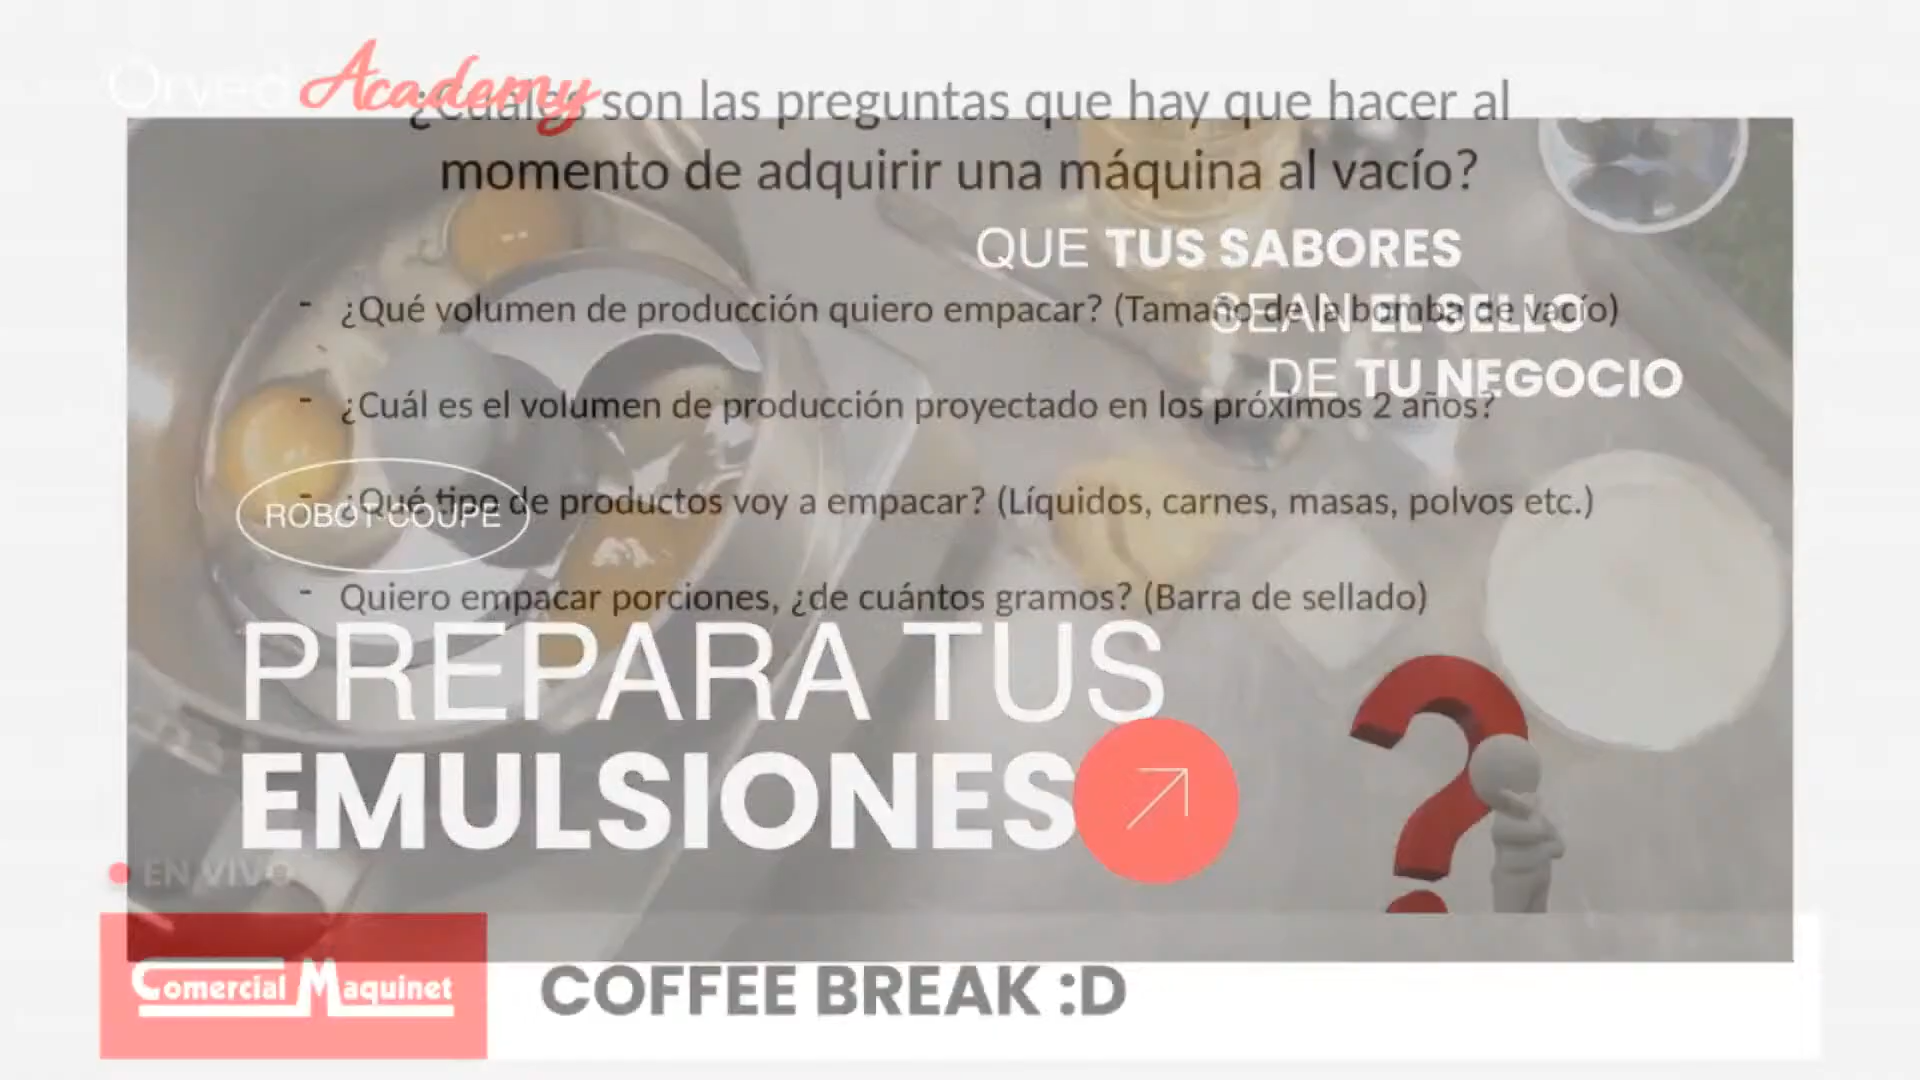 Orved Academy
¿Cuáles son las preguntas que hay que hacer al
momento de adquirir una máquina al vacío?
QUE TUS SABORES
SEAN EL SELLO
DE TU NEGOCIO
- ¿Qué volumen de producción quiero empacar? (Tamaño de la bomba de vacío)
- ¿Cuál es el volumen de producción proyectado en los próximos 2 años?
- ¿Qué tipo de productos voy a empacar? (Líquidos, carnes, masas, polvos etc.)
ROBOT-COUPE
- Quiero empacar porciones, ¿de cuántos gramos? (Barra de sellado)
PREPARA TUS
EMULSIONES
EN VIVO
Comercial Maquinet
COFFEE BREAK :D